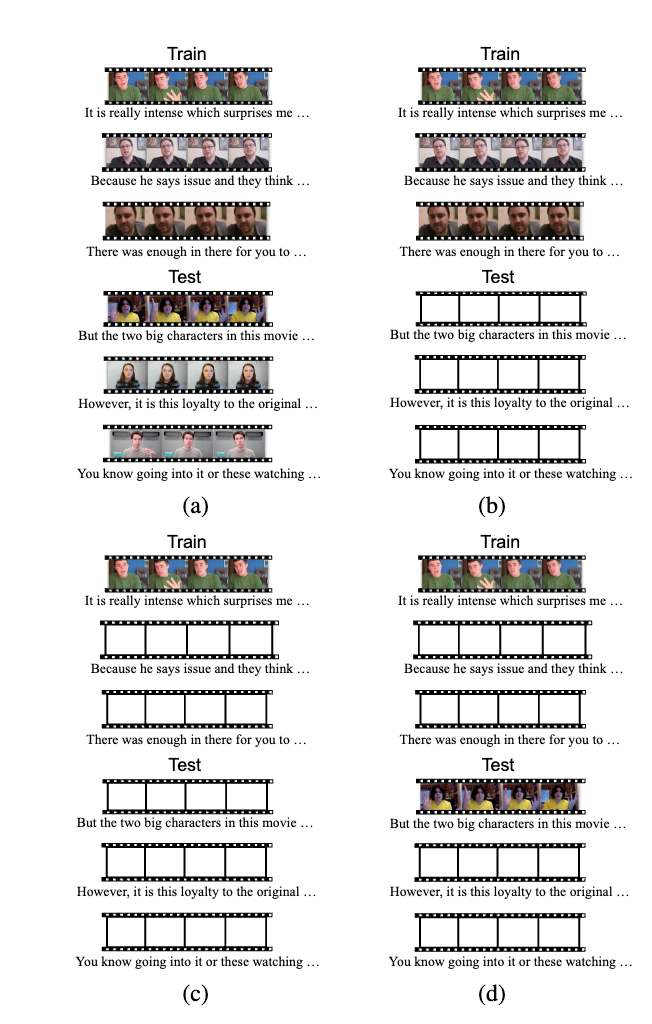 Train
It is really intense which surprises me …
Because he says issue and they think …
There was enough in there for you to …
Test
But the two big characters in this movie …
However, it is this loyalty to the original …
You know going into it or these watching …
(a)
Train
It is really intense which surprises me …
Because he says issue and they think …
There was enough in there for you to …
Test
But the two big characters in this movie …
However, it is this loyalty to the original …
You know going into it or these watching …
(b)
Train
It is really intense which surprises me …
Because he says issue and they think …
There was enough in there for you to …
Test
But the two big characters in this movie …
However, it is this loyalty to the original …
You know going into it or these watching …
(c)
Train
It is really intense which surprises me …
Because he says issue and they think …
There was enough in there for you to …
Test
But the two big characters in this movie …
However, it is this loyalty to the original …
You know going into it or these watching …
(d)